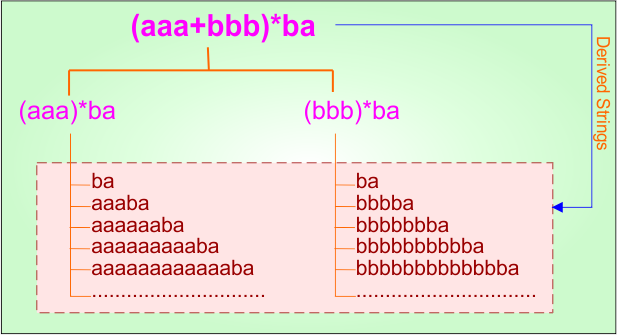 (aaa+bbb)*ba
Derived Strings
(aaa)*ba
ba
aaaba
aaaaaaba
aaaaaaaaaba
aaaaaaaaaaaaba
..............................
(bbb)*ba
ba
bbbba
bbbbbbba
bbbbbbbbbba
bbbbbbbbbbbbba
...............................